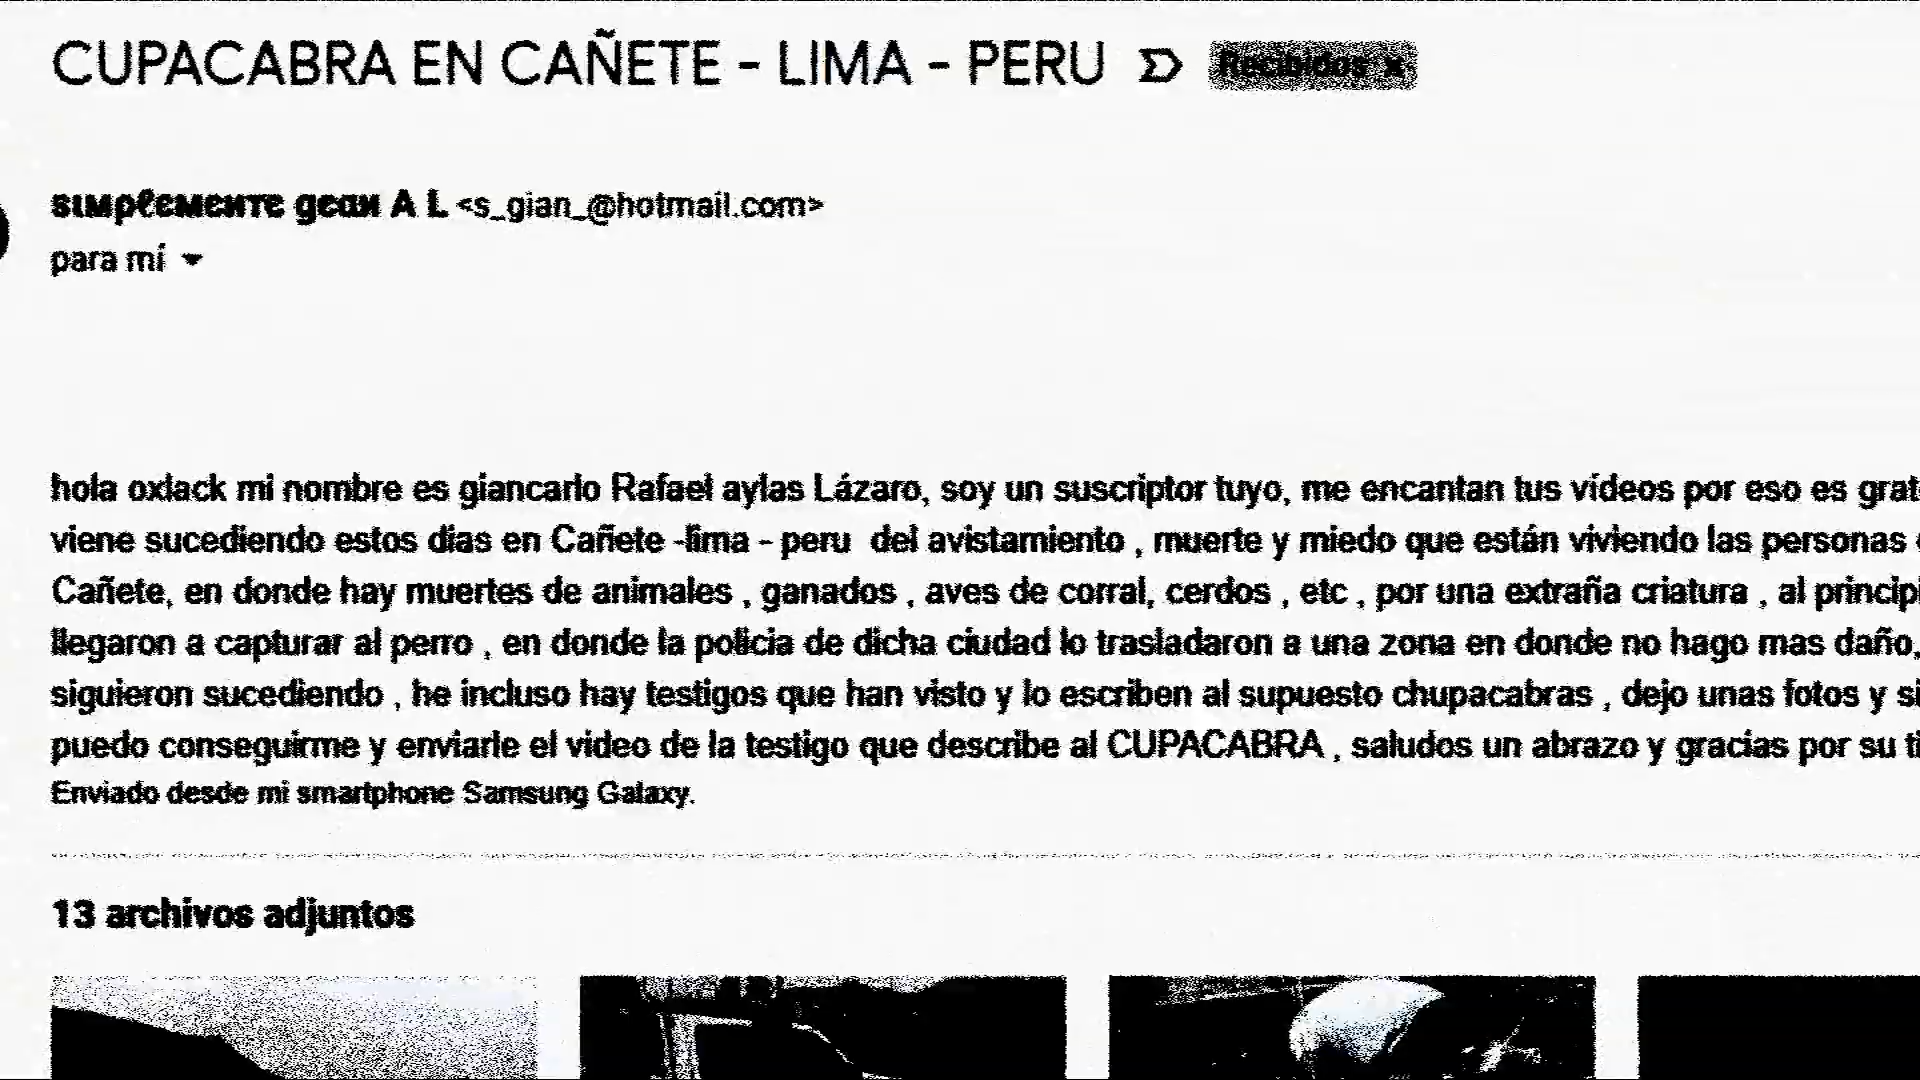 CUPACABRA EN CAÑETE - LIMA - PERU Recibidos x
sιмρℓємєитє gєαи A L <s_gian_@hotmail.com>
para mí
hola oxlack mi nombre es giancarlo Rafael aylas Lázaro, soy un suscriptor tuyo, me encantan tus vídeos por eso es grat
viene sucediendo estos dias en Cañete -lima - peru del avistamiento , muerte y miedo que están viviendo las personas
Cañete, en donde hay muertes de animales , ganados , aves de corral, cerdos , etc , por una extraña criatura , al principi
llegaron a capturar al perro , en donde la policia de dicha ciudad lo trasladaron a una zona en donde no hago mas daño,
siguieron sucediendo , he incluso hay testigos que han visto y lo escriben al supuesto chupacabras , dejo unas fotos y si
puedo conseguirme y enviarle el video de la testigo que describe al CUPACABRA , saludos un abrazo y gracias por su ti
Enviado desde mi smartphone Samsung Galaxy.
13 archivos adjuntos